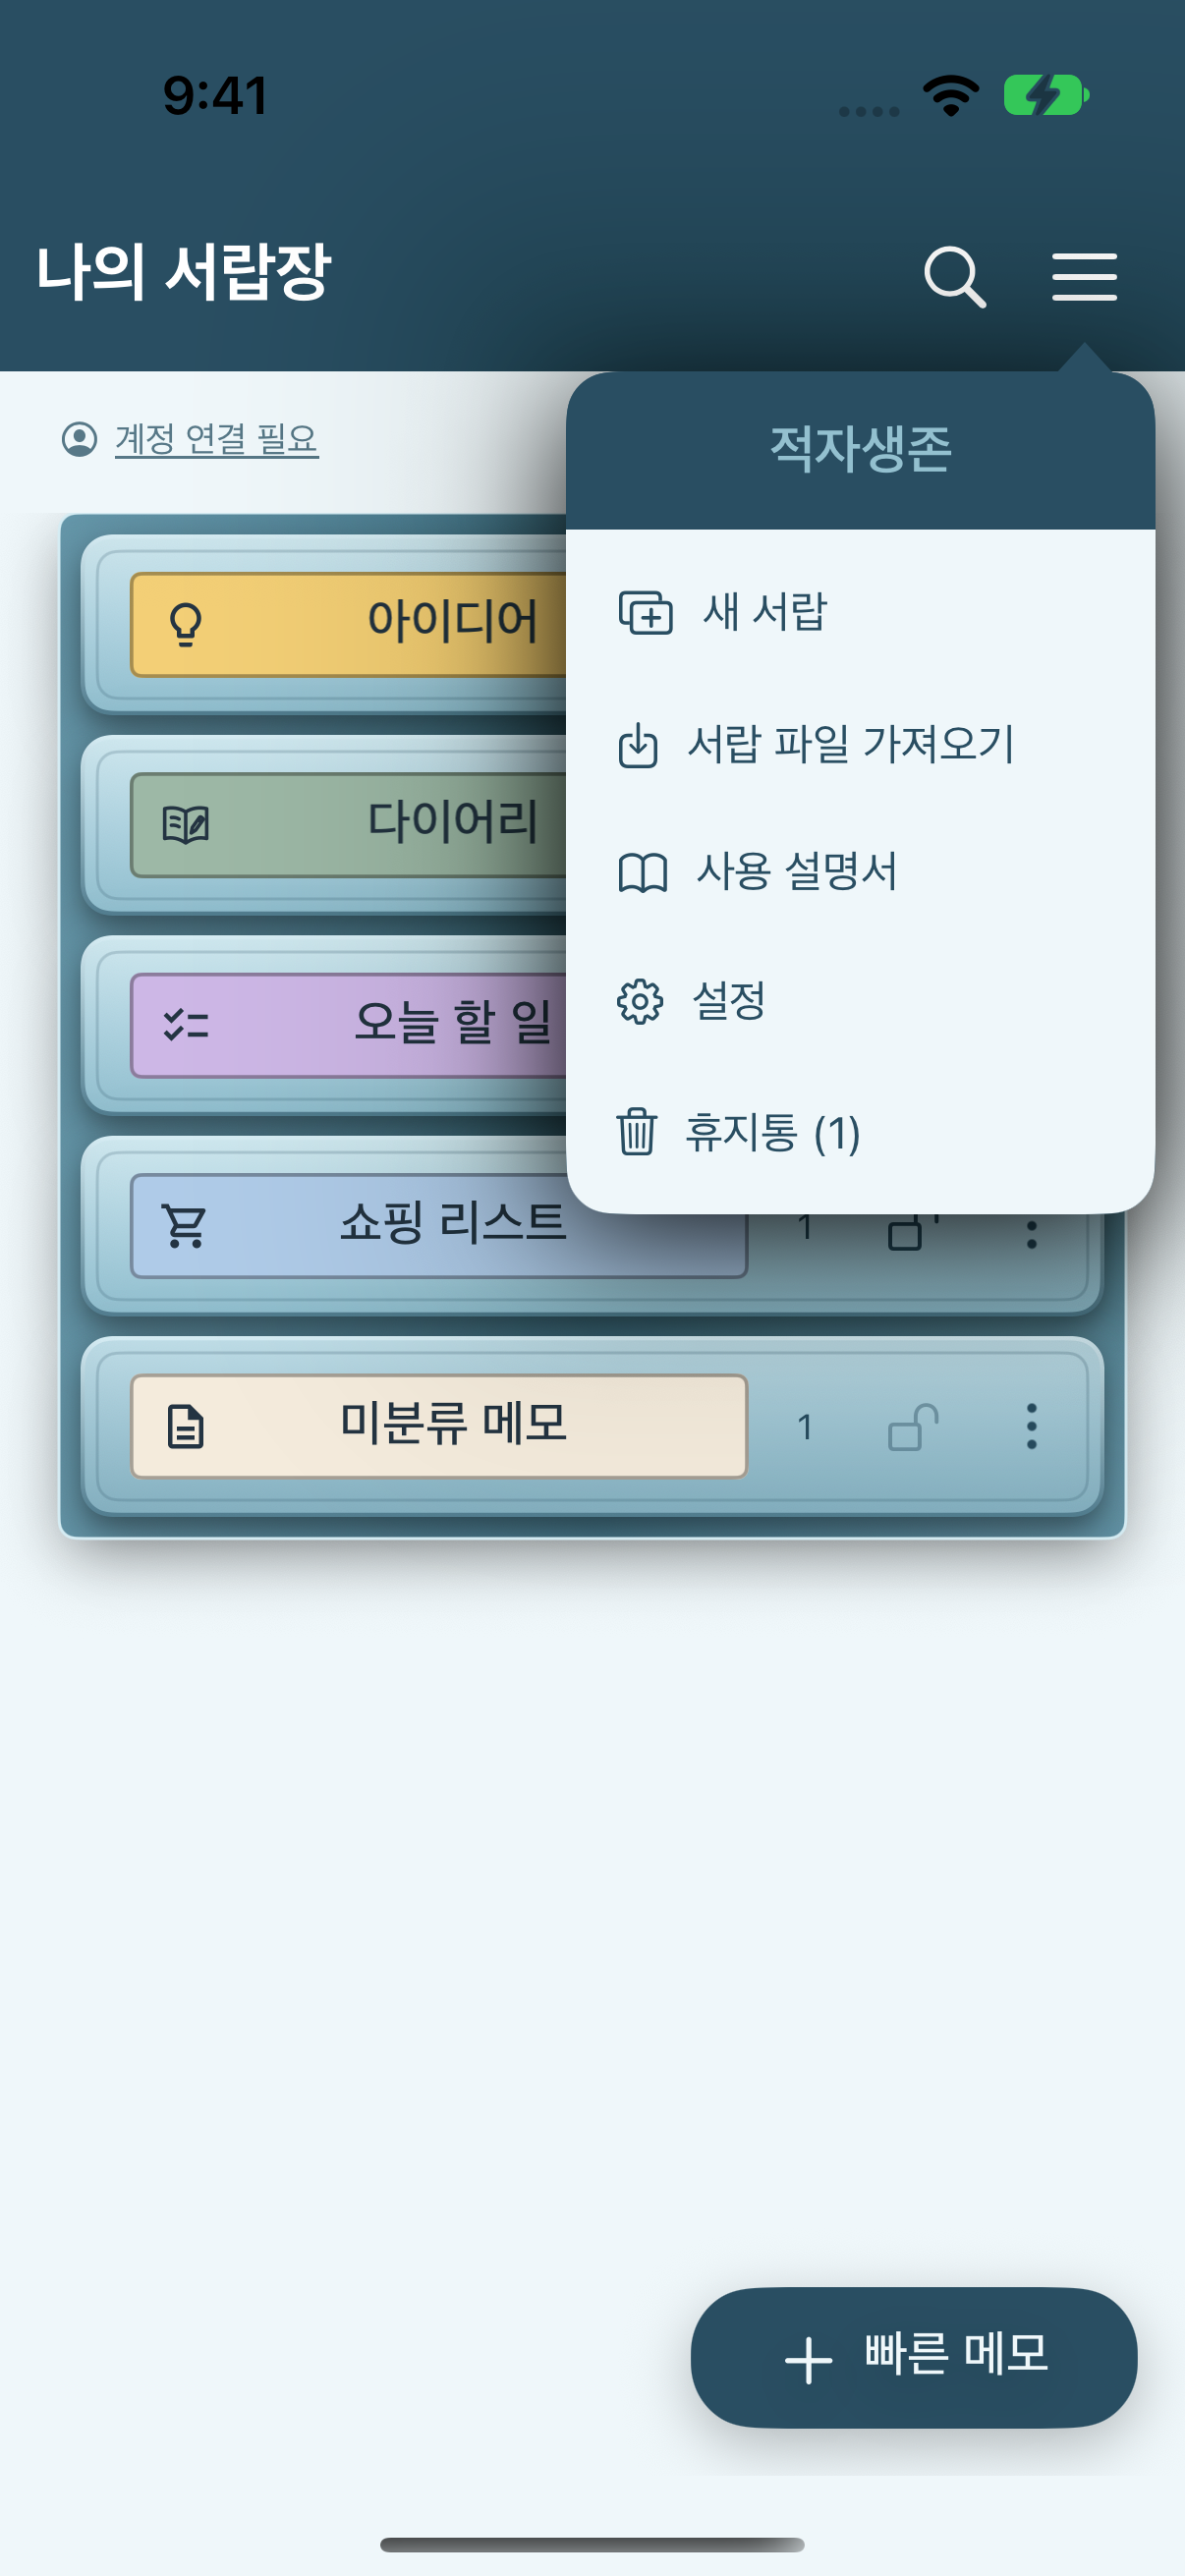 9:41
나의 서랍장
계정 연결 필요
적자생존
새 서랍
서랍 파일 가져오기
사용 설명서
설정
휴지통 (1)
아이디어
다이어리
오늘 할 일
쇼핑 리스트 1
미분류 메모 1
빠른 메모